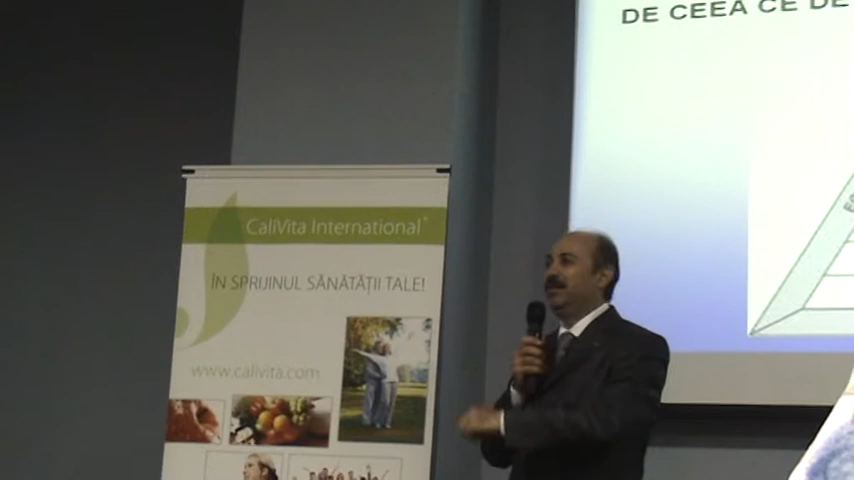 DE CEEA CE DE
CaliVita International®
ÎN SPRIJINUL SĂNĂTĂȚII TALE!
www.calivita.com